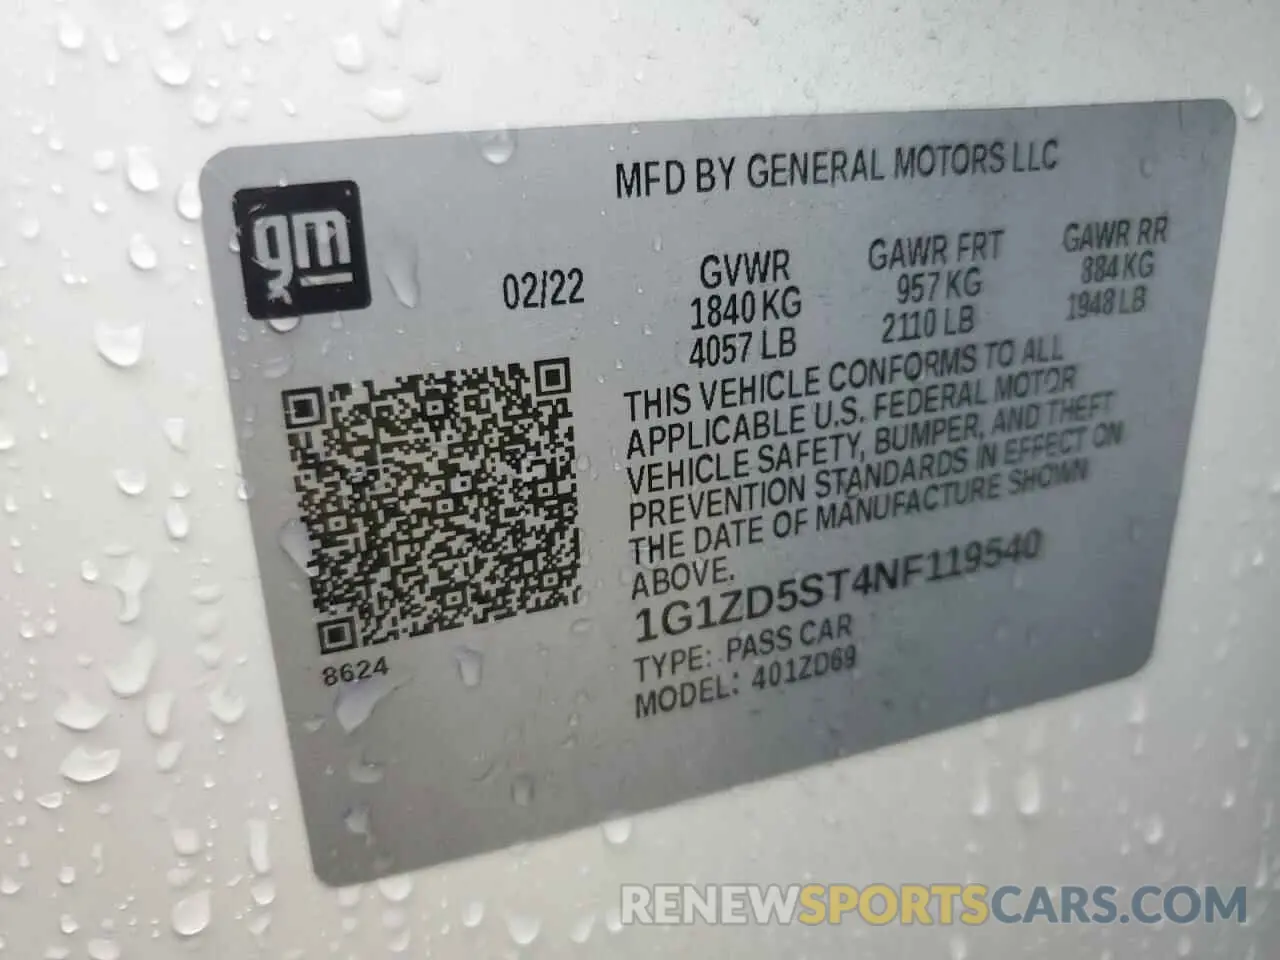 gm
MFD BY GENERAL MOTORS LLC
02/22
GVWR
1840 KG
4057 LB
GAWR FRT
957 KG
2110 LB
GAWR RR
884 KG
1948 LB
THIS VEHICLE CONFORMS TO ALL
APPLICABLE U.S. FEDERAL MOTOR
VEHICLE SAFETY, BUMPER, AND THEFT
PREVENTION STANDARDS IN EFFECT ON
THE DATE OF MANUFACTURE SHOWN
ABOVE.
1G1ZD5ST4NF119540
TYPE: PASS CAR
MODEL: 401ZD69
8624
RENEWSPORTSCARS.COM